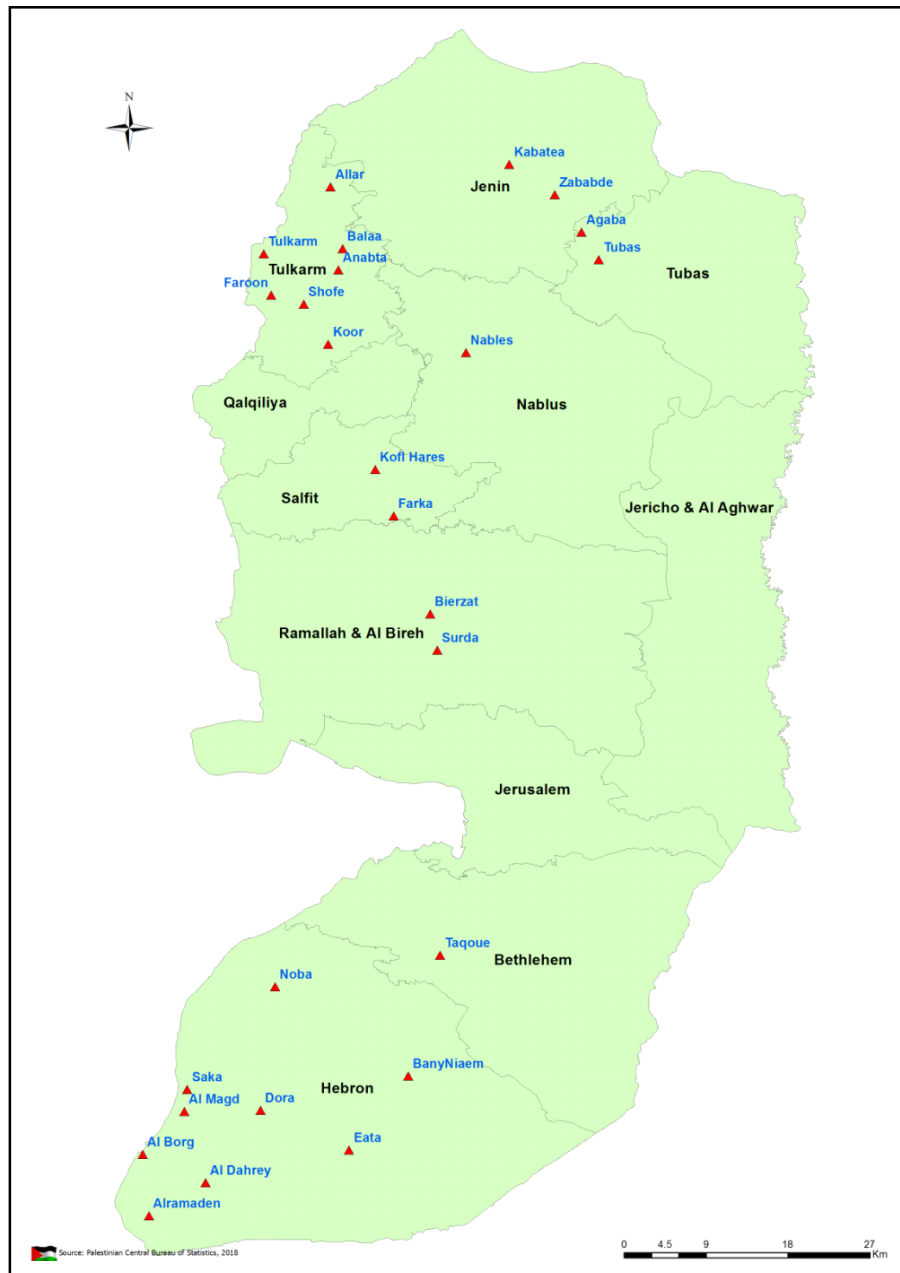 N
Kabatea
Jenin
Allar
Zababde
Agaba
Balaa
Tulkarm
Tubas
Anabta
Tulkarm
Tubas
Faroon
Shofe
Koor
Nables
Qalqiliya
Nablus
Kofl Hares
Salfit
Farka
Jericho & Al Aghwar
Bierzat
Ramallah & Al Bireh
Surda
Jerusalem
Taqoue
Bethlehem
Noba
BanyNiaem
Saka
Hebron
Al Magd
Dora
Al Borg
Eata
Al Dahrey
Alramaden
Source: Palestinian Central Bureau of Statistics, 2018
0 4.5 9 18 27
Km